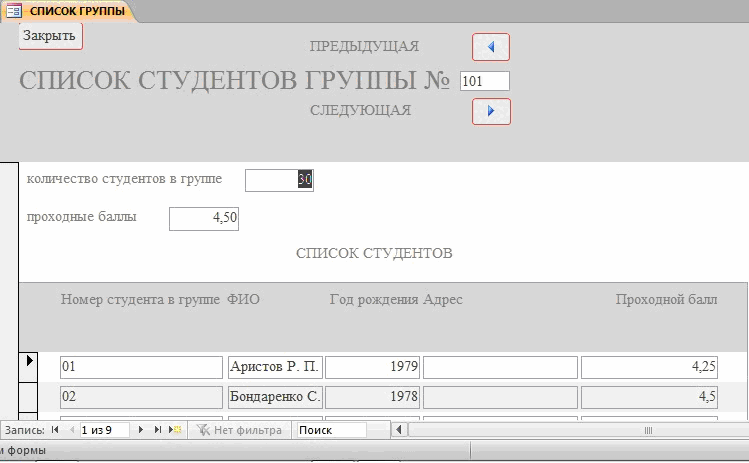 СПИСОК ГРУППЫ
Закрыть
ПРЕДЫДУЩАЯ
СПИСОК СТУДЕНТОВ ГРУППЫ № 101
СЛЕДУЮЩАЯ
количество студентов в группе 30
проходные баллы 4,50
СПИСОК СТУДЕНТОВ
Номер студента в группе ФИО Год рождения Адрес Проходной балл
01 Аристов Р. П. 1979 4,25
02 Бондаренко С. 1978 4,5
Запись: 1 из 9 Нет фильтра Поиск
м формы